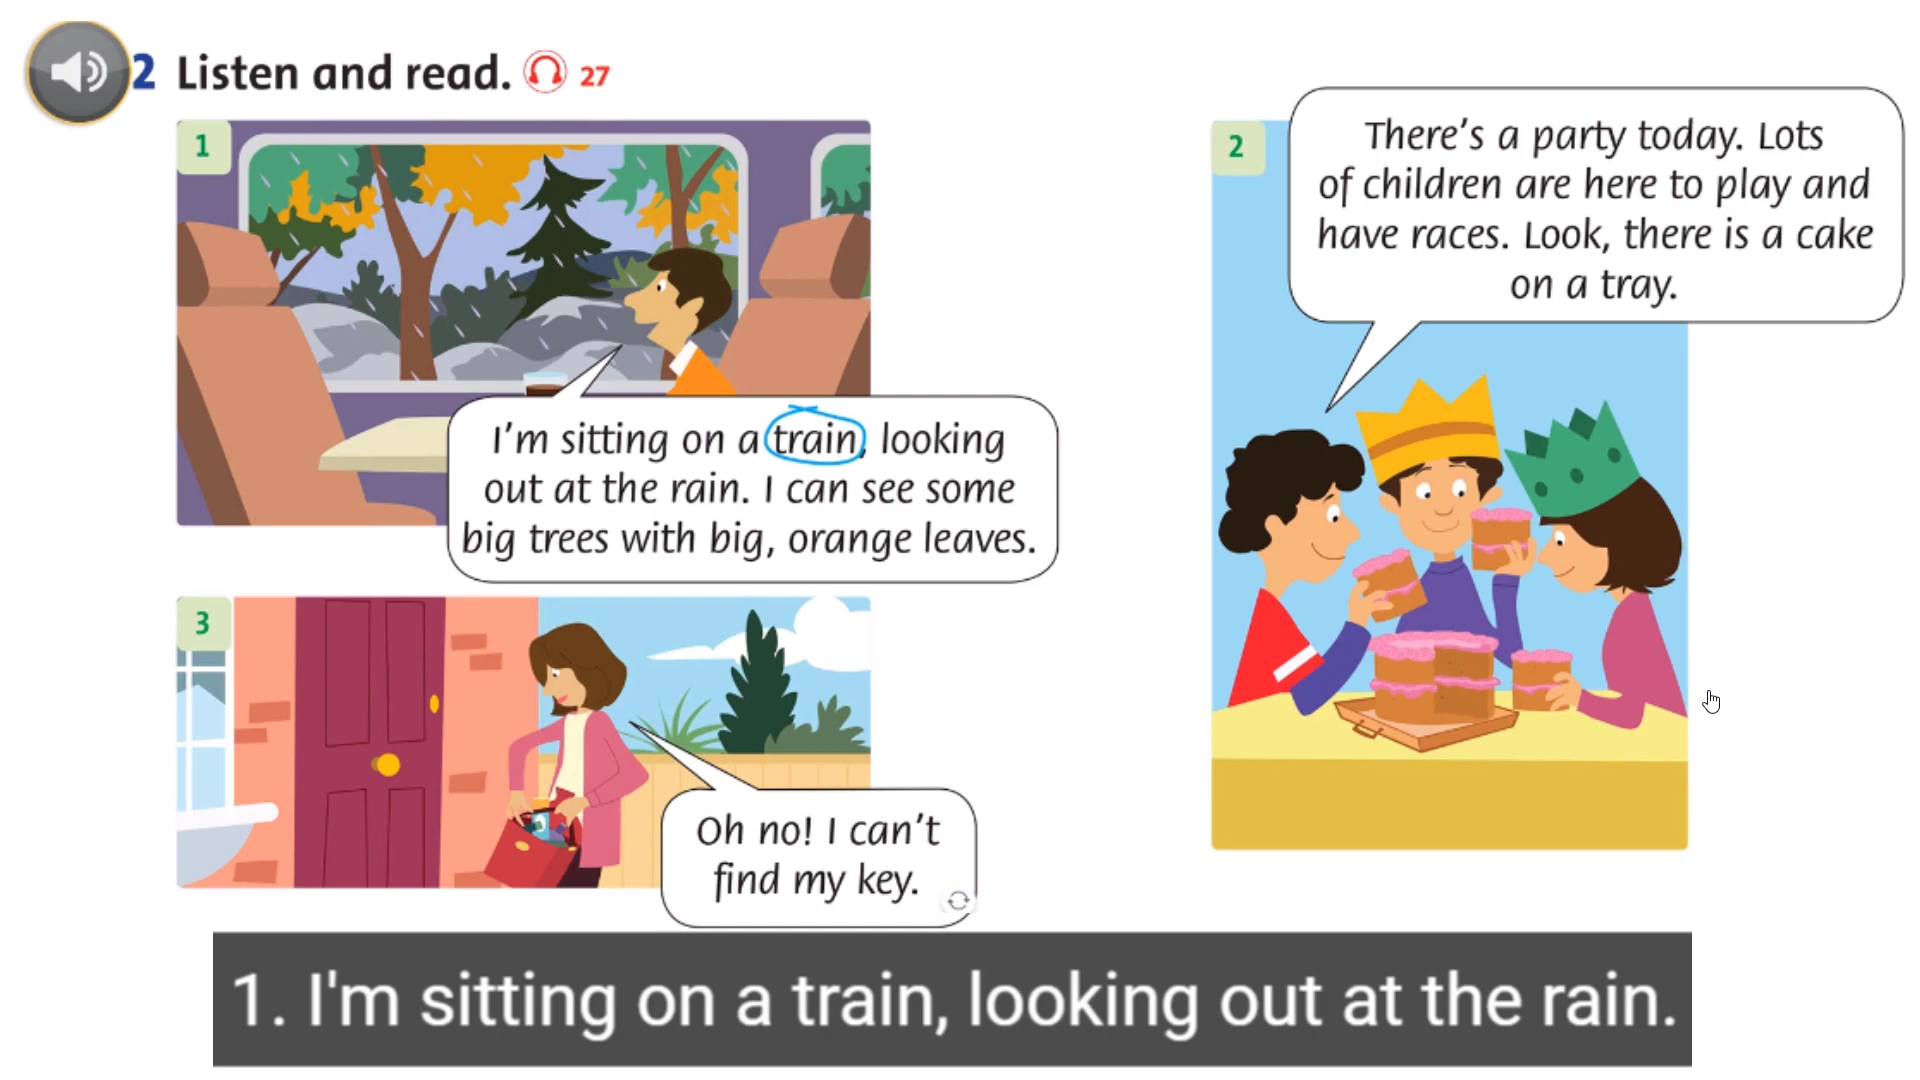 2 Listen and read. 27
1
I'm sitting on a train, looking
out at the rain. I can see some
big trees with big, orange leaves.
2
There's a party today. Lots
of children are here to play and
have races. Look, there is a cake
on a tray.
3
Oh no! I can't
find my key.
1. I'm sitting on a train, looking out at the rain.